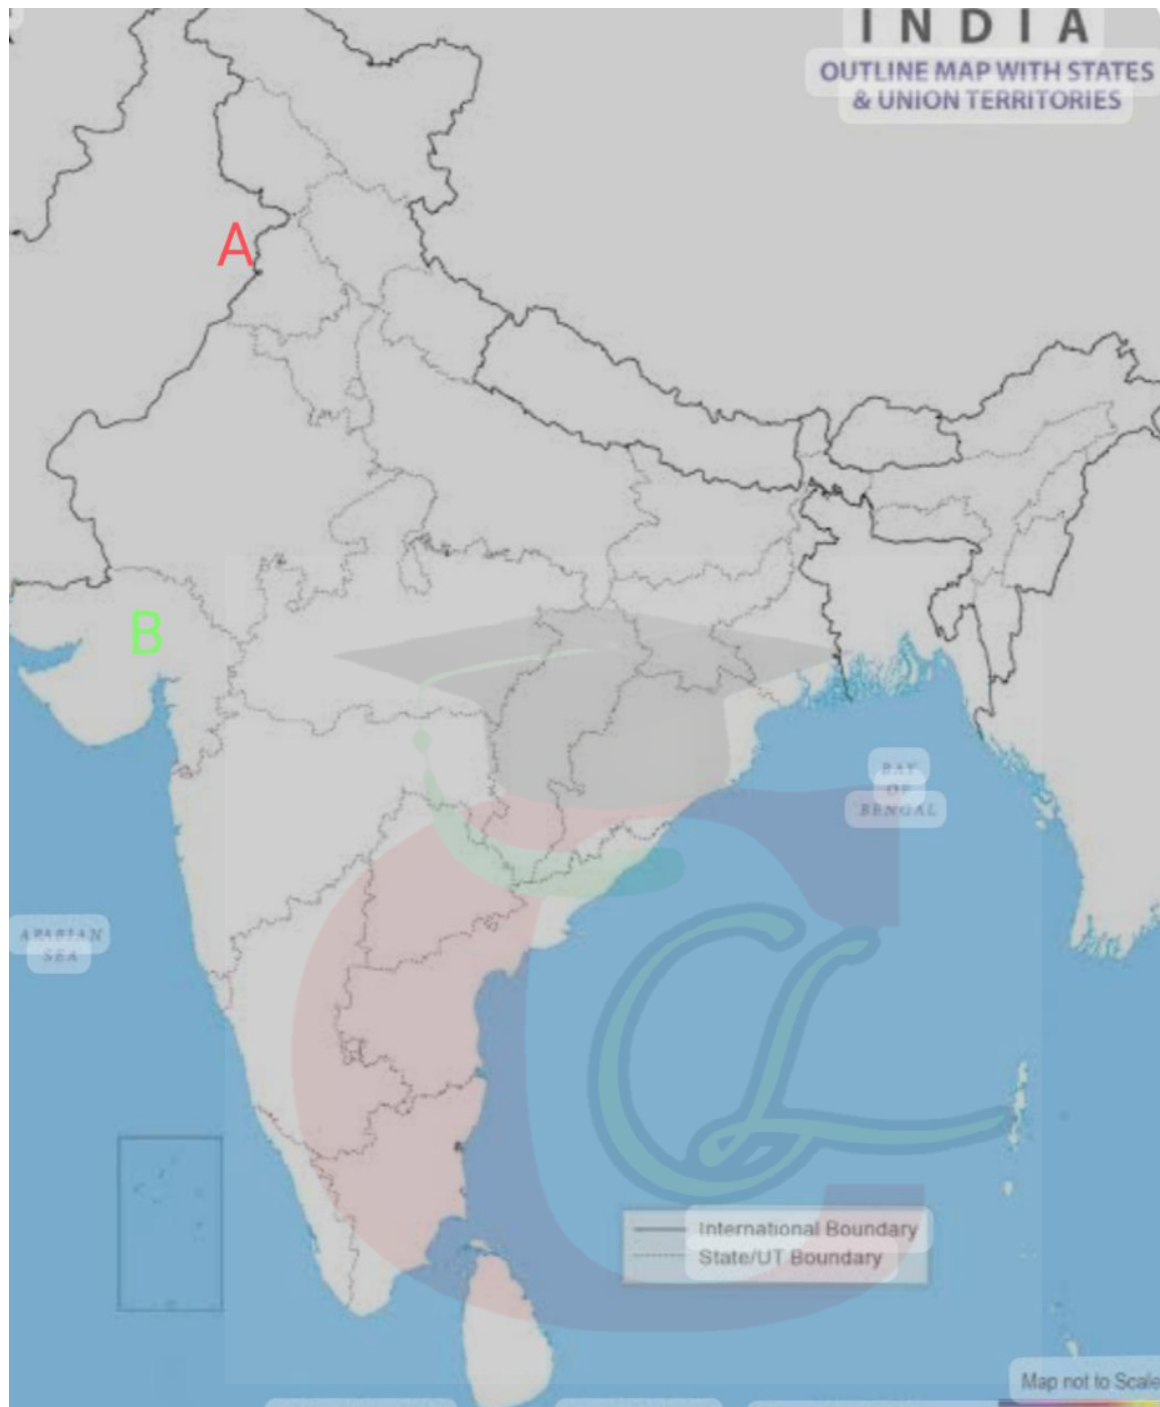 INDIA
OUTLINE MAP WITH STATES
& UNION TERRITORIES
A
B
BAY
OF
BENGAL
ARABIAN
SEA
CL
International Boundary
State/UT Boundary
Map not to Scale